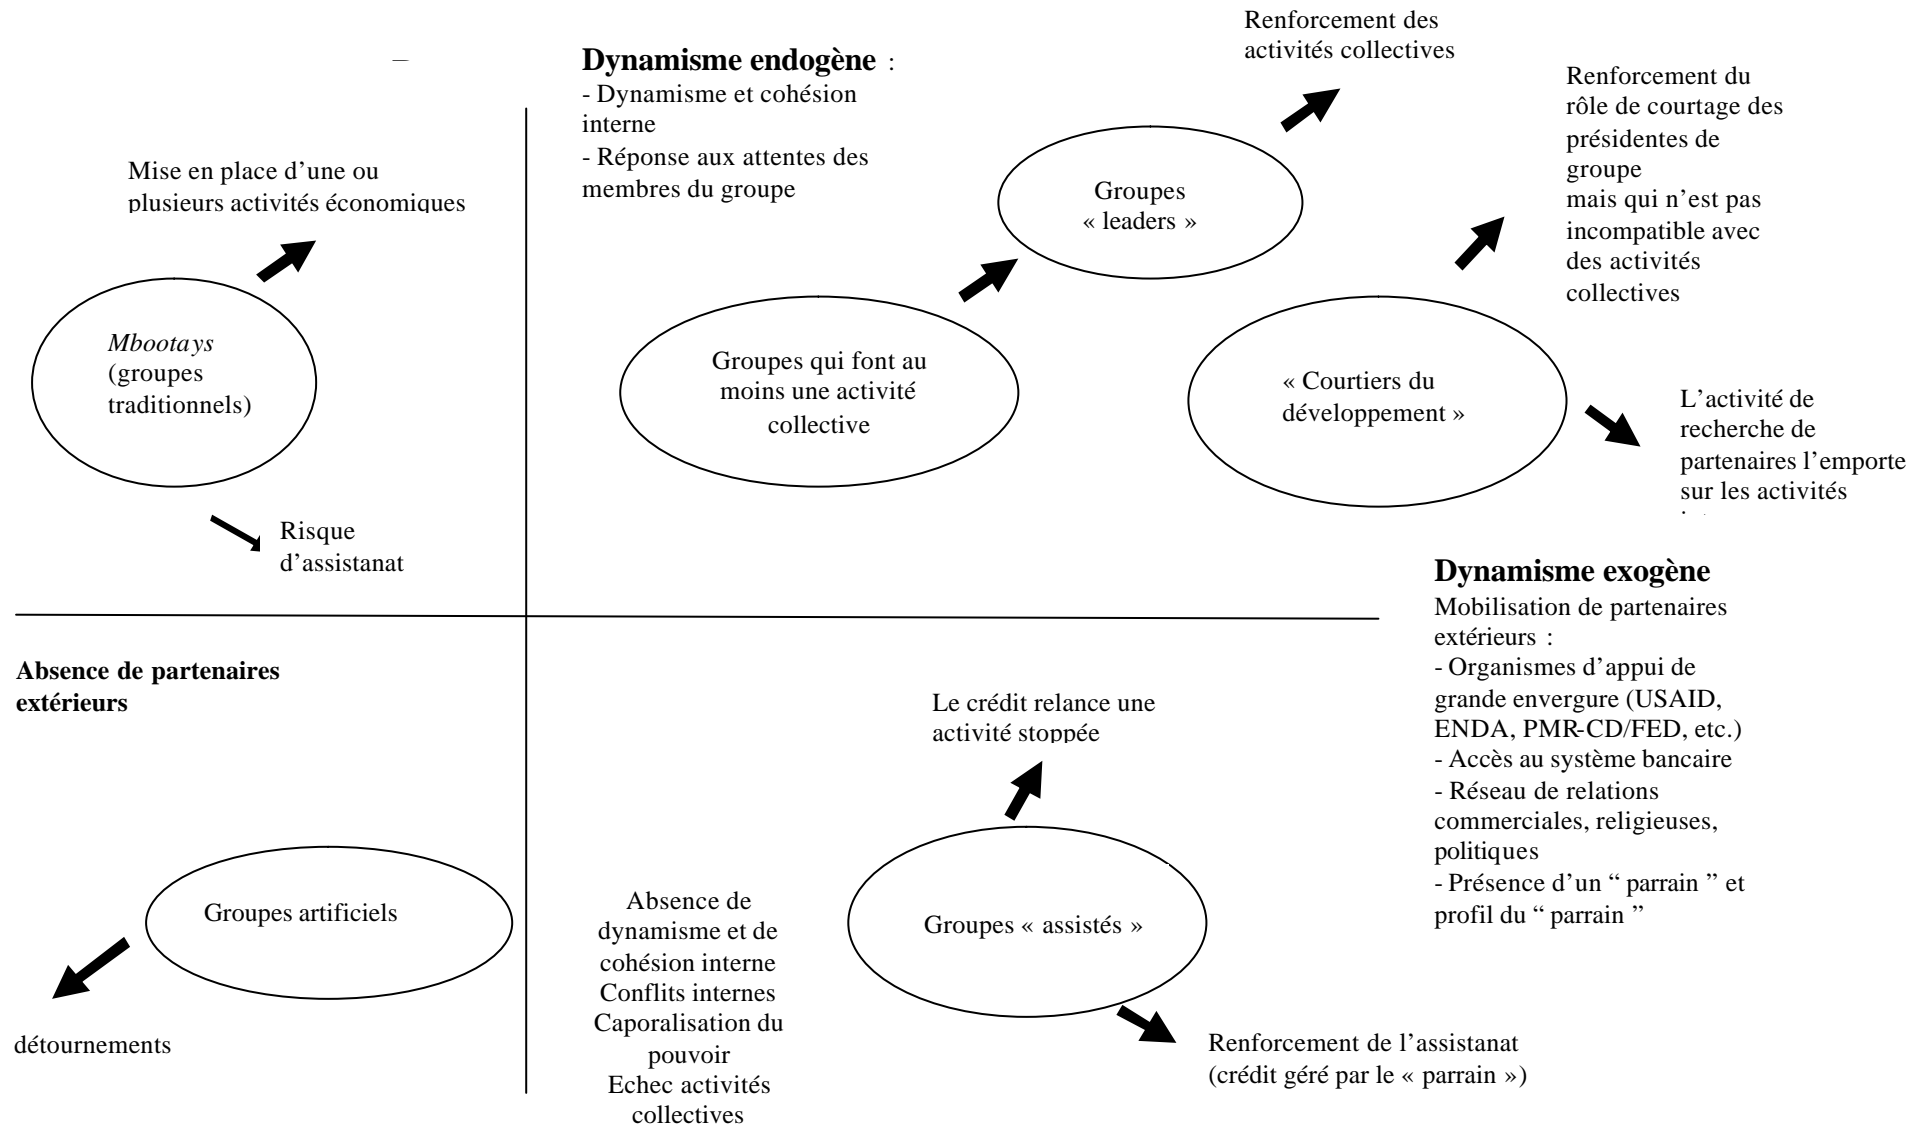 Renforcement des
activités collectives
Dynamisme endogène :
- Dynamisme et cohésion
interne
- Réponse aux attentes des
membres du groupe
Renforcement du
rôle de courtage des
présidentes de
groupe
mais qui n’est pas
incompatible avec
des activités
collectives
Mise en place d’une ou
plusieurs activités économiques
Groupes
« leaders »
Mbootays
(groupes
traditionnels)
Groupes qui font au
moins une activité
collective
« Courtiers du
développement »
L’activité de
recherche de
partenaires l’emporte
sur les activités
Risque
d’assistanat
Dynamisme exogène
Mobilisation de partenaires
extérieurs :
- Organismes d’appui de
grande envergure (USAID,
ENDA, PMR-CD/FED, etc.)
- Accès au système bancaire
- Réseau de relations
commerciales, religieuses,
politiques
- Présence d’un “ parrain ” et
profil du “ parrain ”
Absence de partenaires
extérieurs
Le crédit relance une
activité stoppée
Groupes artificiels
Absence de
dynamisme et de
cohésion interne
Conflits internes
Caporalisation du
pouvoir
Echec activités
collectives
Groupes « assistés »
détournements
Renforcement de l’assistanat
(crédit géré par le « parrain »)